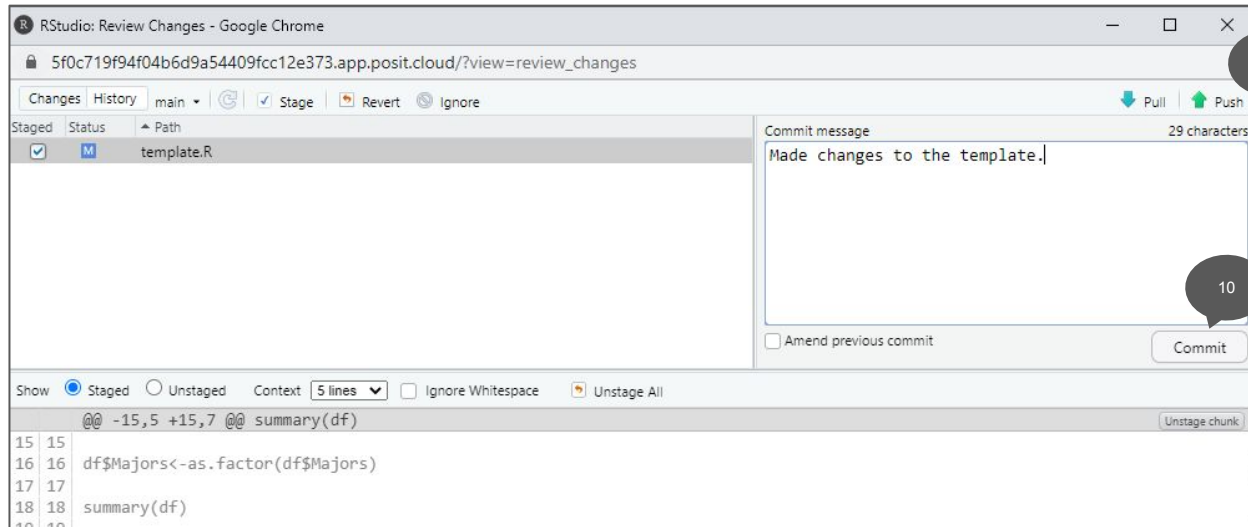 R RStudio: Review Changes - Google Chrome
5f0c719f94f04b6d9a54409fcc12e373.app.posit.cloud/?view=review_changes
Changes History main Stage Revert Ignore Pull Push
Staged Status Path
M template.R
Commit message 29 characters
Made changes to the template.
10
Amend previous commit Commit
Show Staged Unstaged Context 5 lines Ignore Whitespace Unstage All
@@ -15,5 +15,7 @@ summary(df) Unstage chunk
15 15
16 16 df$Majors<-as.factor(df$Majors)
17 17
18 18 summary(df)
19 19